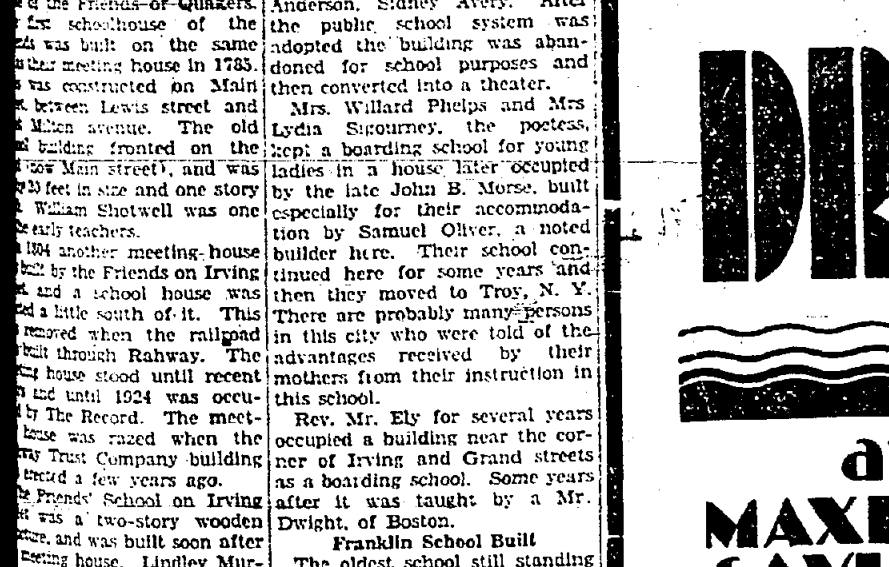 of the Friends or Quakers.
first schoolhouse of the
was built on the same
meeting house in 1785.
was constructed on Main
between Lewis street and
Milton avenue. The old
building fronted on the
now Main street), and was
20 feet in size and one story
William Shotwell was one
early teachers.
1804 another meeting-house
built by the Friends on Irving
and a school house was
a little south of it. This
removed when the railroad
built through Rahway. The
house stood until recent
and until 1924 was occu-
by The Record. The meet-
house was razed when the
Trust Company building
erected a few years ago.
Friends' School on Irving
was a two-story wooden
and was built soon after
meeting house. Lindley Mur-
Anderson, Sidney Avery. After
the public school system was
adopted the building was aban-
doned for school purposes and
then converted into a theater.
Mrs. Willard Phelps and Mrs
Lydia Sigourney, the poetess,
kept a boarding school for young
ladies in a house later occupied
by the late John B. Morse, built
especially for their accommoda-
tion by Samuel Oliver, a noted
builder here. Their school con-
tinued here for some years and
then they moved to Troy, N. Y.
There are probably many persons
in this city who were told of the
advantages received by their
mothers from their instruction in
this school.
Rev. Mr. Ely for several years
occupied a building near the cor-
ner of Irving and Grand streets
as a boarding school. Some years
after it was taught by a Mr.
Dwight, of Boston.
Franklin School Built
The oldest school still standing